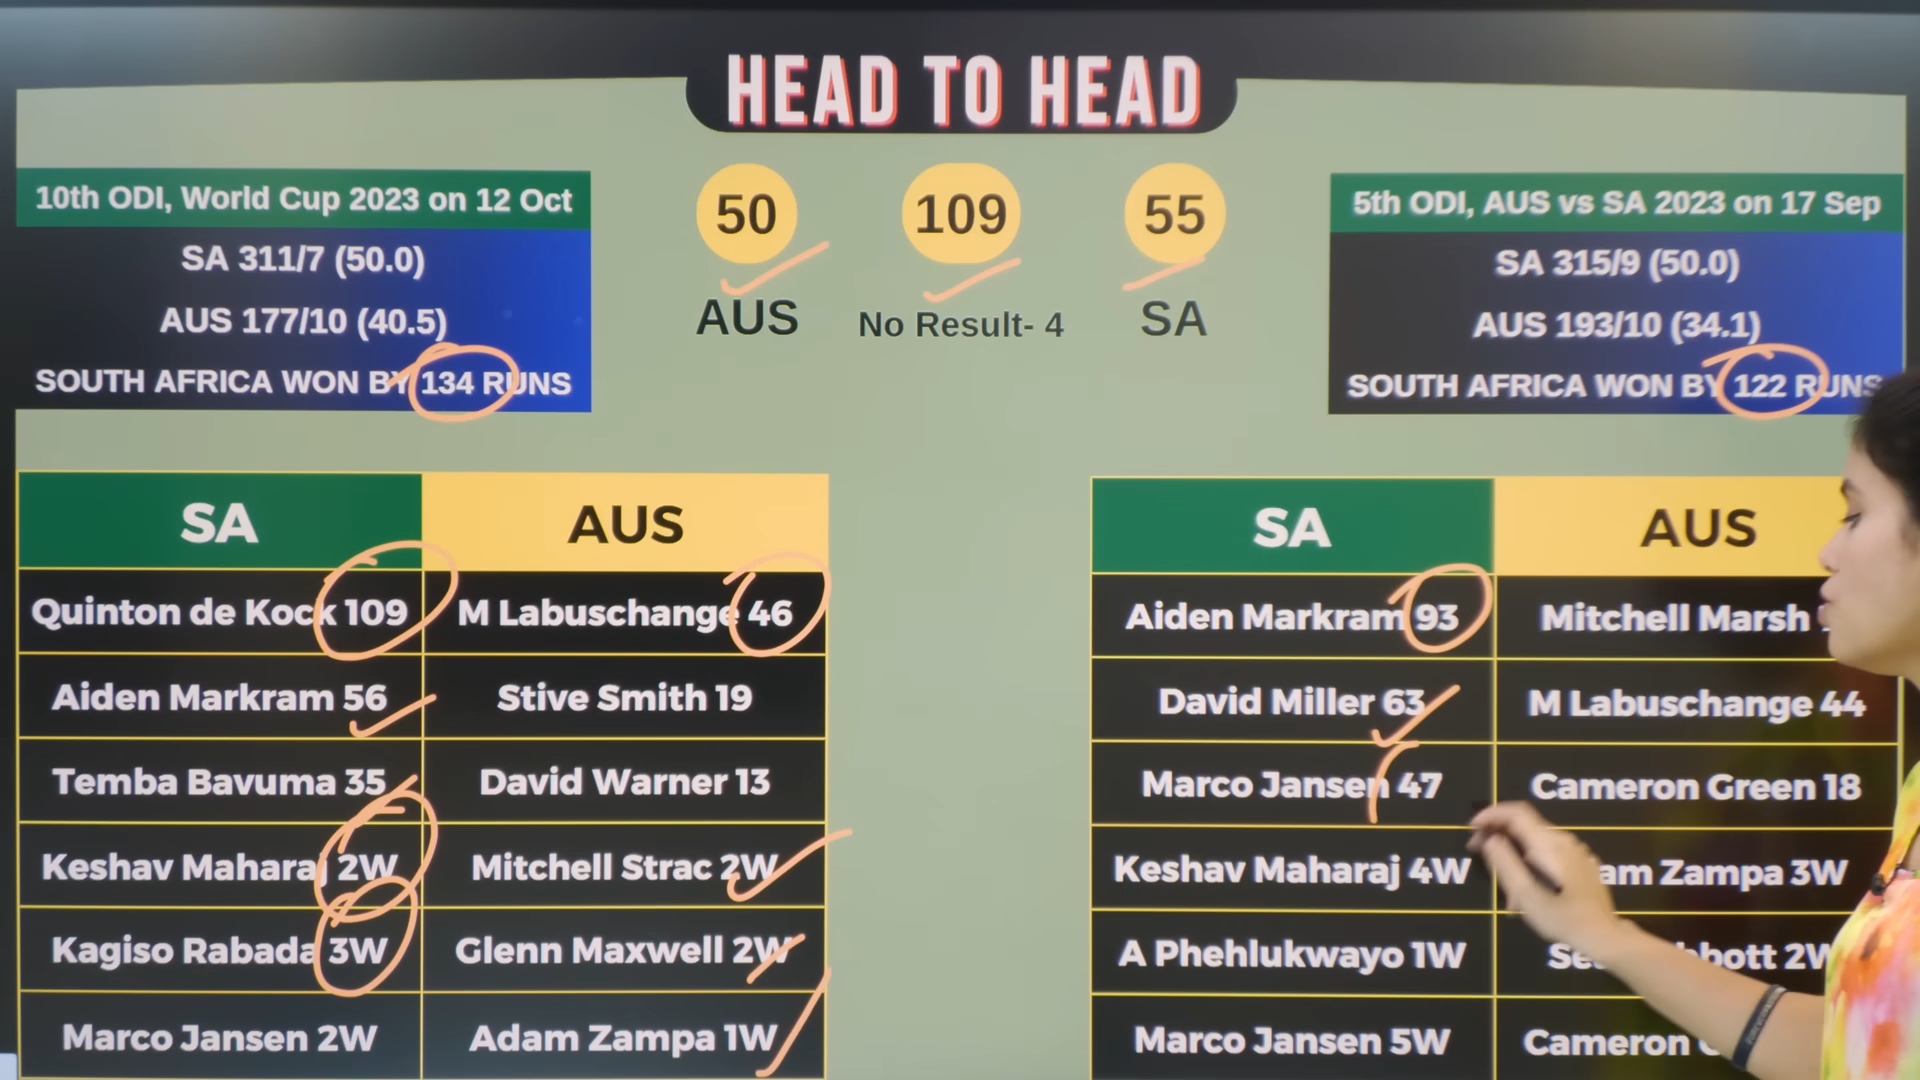 HEAD TO HEAD
10th ODI, World Cup 2023 on 12 Oct
SA 311/7 (50.0)
AUS 177/10 (40.5)
SOUTH AFRICA WON BY 134 RUNS
50
109
55
AUS
No Result- 4
SA
5th ODI, AUS vs SA 2023 on 17 Sep
SA 315/9 (50.0)
AUS 193/10 (34.1)
SOUTH AFRICA WON BY 122 RUNS
SA
AUS
Quinton de Kock 109
M Labuschange 46
Aiden Markram 56
Stive Smith 19
Temba Bavuma 35
David Warner 13
Keshav Maharaj 2W
Mitchell Strac 2W
Kagiso Rabada 3W
Glenn Maxwell 2W
Marco Jansen 2W
Adam Zampa 1W
SA
AUS
Aiden Markram 93
Mitchell Marsh
David Miller 63
M Labuschange 44
Marco Jansen 47
Cameron Green 18
Keshav Maharaj 4W
Zampa 3W
A Phehlukwayo 1W
2W
Marco Jansen 5W
Cameron